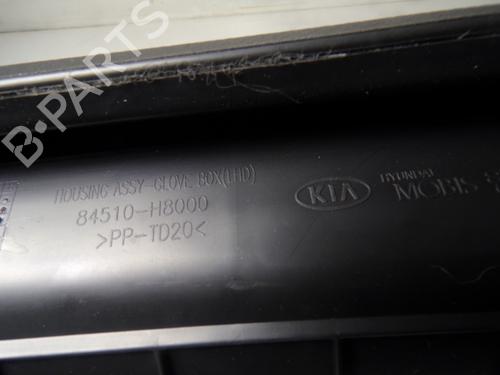 B-PARTS
HOUSING ASSY-GLOVE BOX(LHD)
84510-H8000
>PP-TD20<
KIA
HYUNDAI
MOBIS